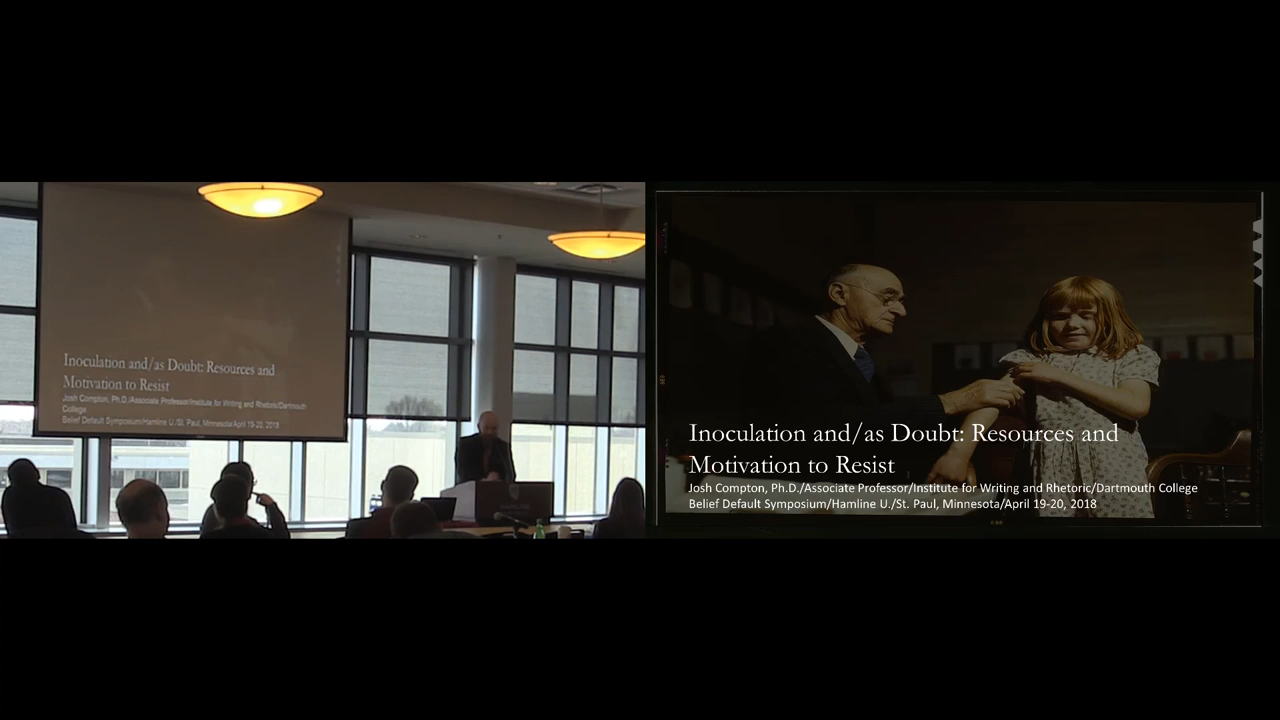 Inoculation and/as Doubt: Resources and
Motivation to Resist
Josh Compton, Ph.D./Associate Professor/Institute for Writing and Rhetoric/Dartmouth
College
Belief Default Symposium/Hamline U./St. Paul, Minnesota/April 19-20, 2018
Inoculation and/as Doubt: Resources and
Motivation to Resist
Josh Compton, Ph.D./Associate Professor/Institute for Writing and Rhetoric/Dartmouth College
Belief Default Symposium/Hamline U./St. Paul, Minnesota/April 19-20, 2018